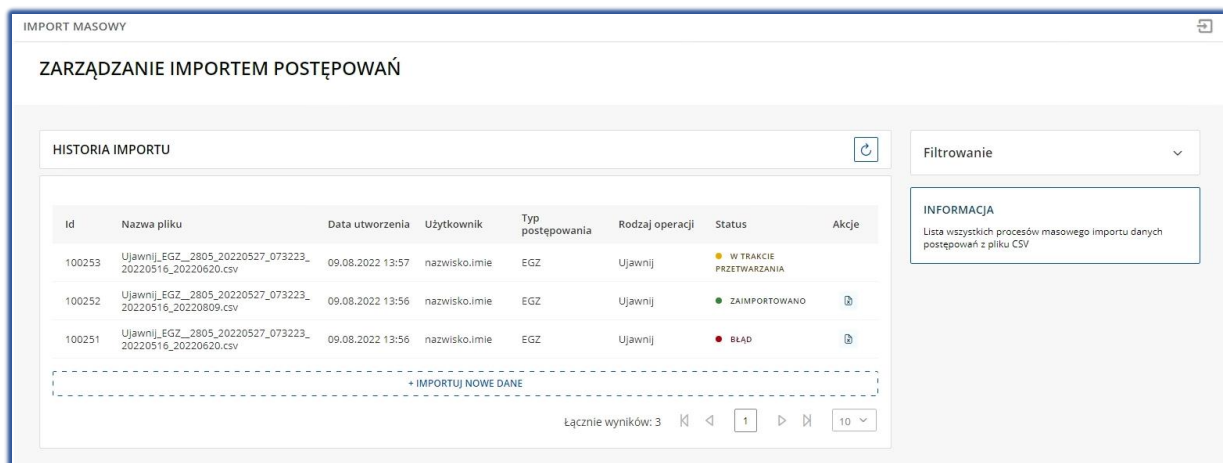 IMPORT MASOWY
ZARZĄDZANIE IMPORTEM POSTĘPOWAŃ
HISTORIA IMPORTU
Id Nazwa pliku Data utworzenia Użytkownik Typ postępowania Rodzaj operacji Status Akcje
100253 Ujawnij_EGZ__2805_20220527_073223_ 09.08.2022 13:57 nazwisko.imie EGZ Ujawnij W TRAKCIE
20220516_20220620.csv PRZETWARZANIA
100252 Ujawnij_EGZ__2805_20220527_073223_ 09.08.2022 13:56 nazwisko.imie EGZ Ujawnij ZAIMPORTOWANO
20220516_20220809.csv
100251 Ujawnij_EGZ__2805_20220527_073223_ 09.08.2022 13:56 nazwisko.imie EGZ Ujawnij BŁĄD
20220516_20220620.csv
+ IMPORTUJ NOWE DANE
Łącznie wyników: 3 1 10
Filtrowanie
INFORMACJA
Lista wszystkich procesów masowego importu danych
postępowań z pliku CSV